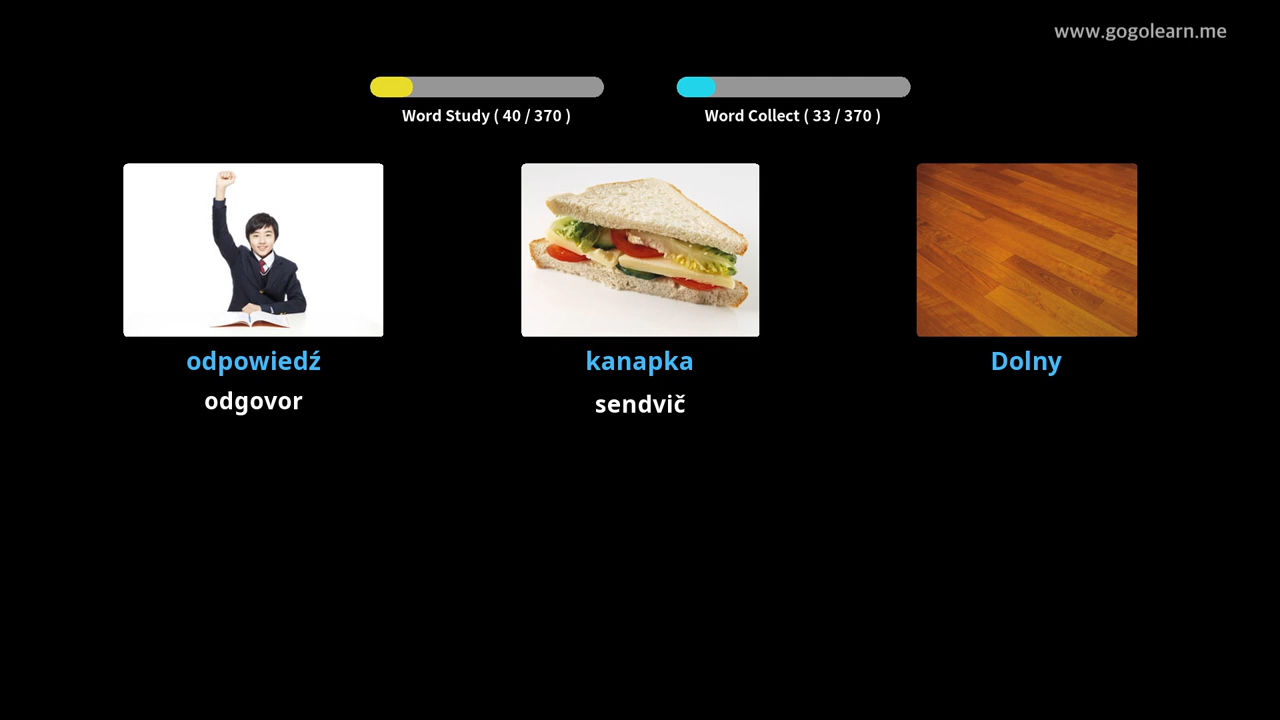 www.gogolearn.me
Word Study ( 40 / 370 )
Word Collect ( 33 / 370 )
odpowiedź
kanapka
Dolny
odgovor
sendvič